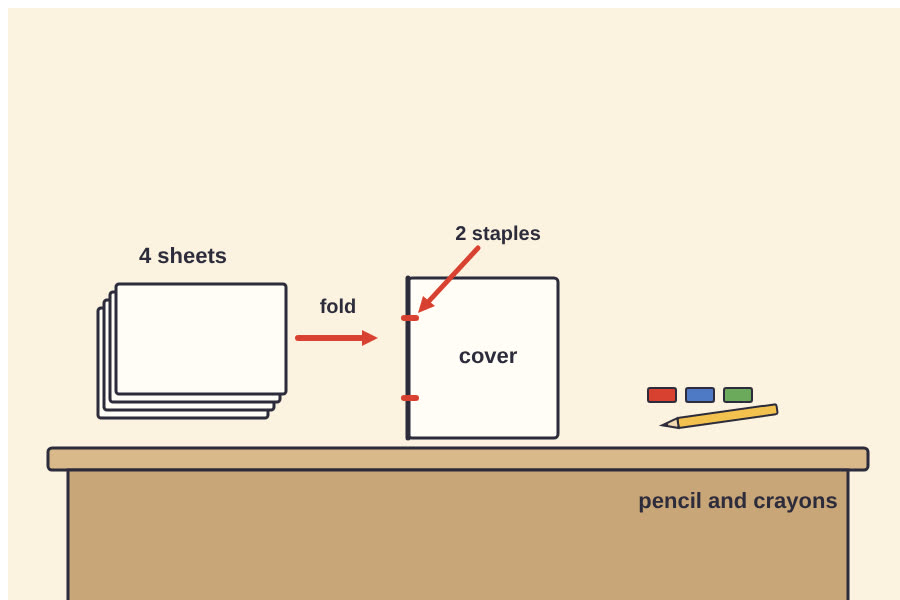 4 sheets
fold
2 staples
cover
pencil and crayons